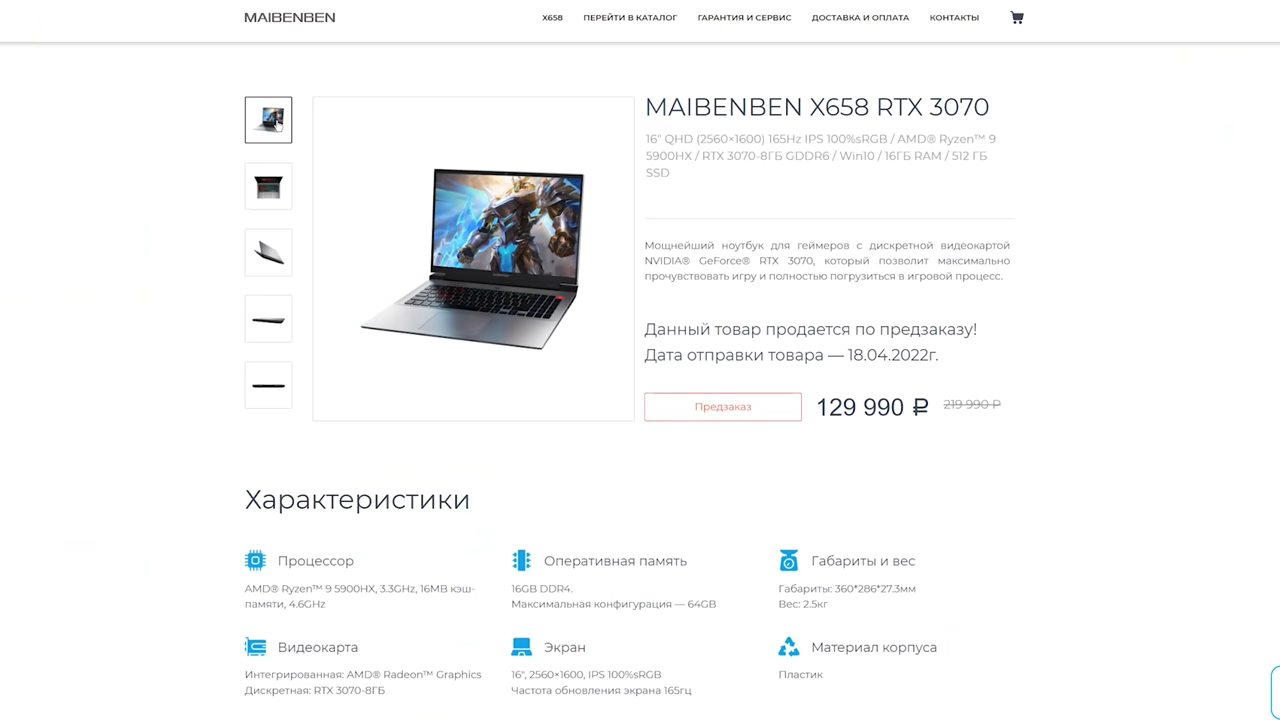 MAIBENBEN
X658 ПЕРЕЙТИ В КАТАЛОГ ГАРАНТИЯ И СЕРВИС ДОСТАВКА И ОПЛАТА КОНТАКТЫ
MAIBENBEN X658 RTX 3070
16" QHD (2560×1600) 165Hz IPS 100%sRGB / AMD® Ryzen™ 9
5900HX / RTX 3070-8ГБ GDDR6 / Win10 / 16ГБ RAM / 512 ГБ
SSD
Мощнейший ноутбук для геймеров с дискретной видеокартой
NVIDIA® GeForce® RTX 3070, который позволит максимально
прочувствовать игру и полностью погрузиться в игровой процесс.
Данный товар продается по предзаказу!
Дата отправки товара — 18.04.2022г.
Предзаказ
129 990 ₽ 219 990 ₽
Характеристики
Процессор
AMD® Ryzen™ 9 5900HX, 3.3GHz, 16MB кэш-
памяти, 4.6GHz
Оперативная память
16GB DDR4.
Максимальная конфигурация — 64GB
Габариты и вес
Габариты: 360*286*27.3мм
Вес: 2.5кг
Видеокарта
Интегрированная: AMD® Radeon™ Graphics
Дискретная: RTX 3070-8ГБ
Экран
16", 2560×1600, IPS 100%sRGB
Частота обновления экрана 165гц
Материал корпуса
Пластик